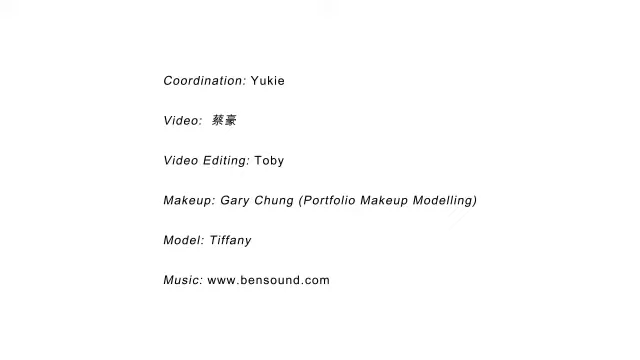 Coordination: Yukie
Video: 蔡豪
Video Editing: Toby
Makeup: Gary Chung (Portfolio Makeup Modelling)
Model: Tiffany
Music: www.bensound.com